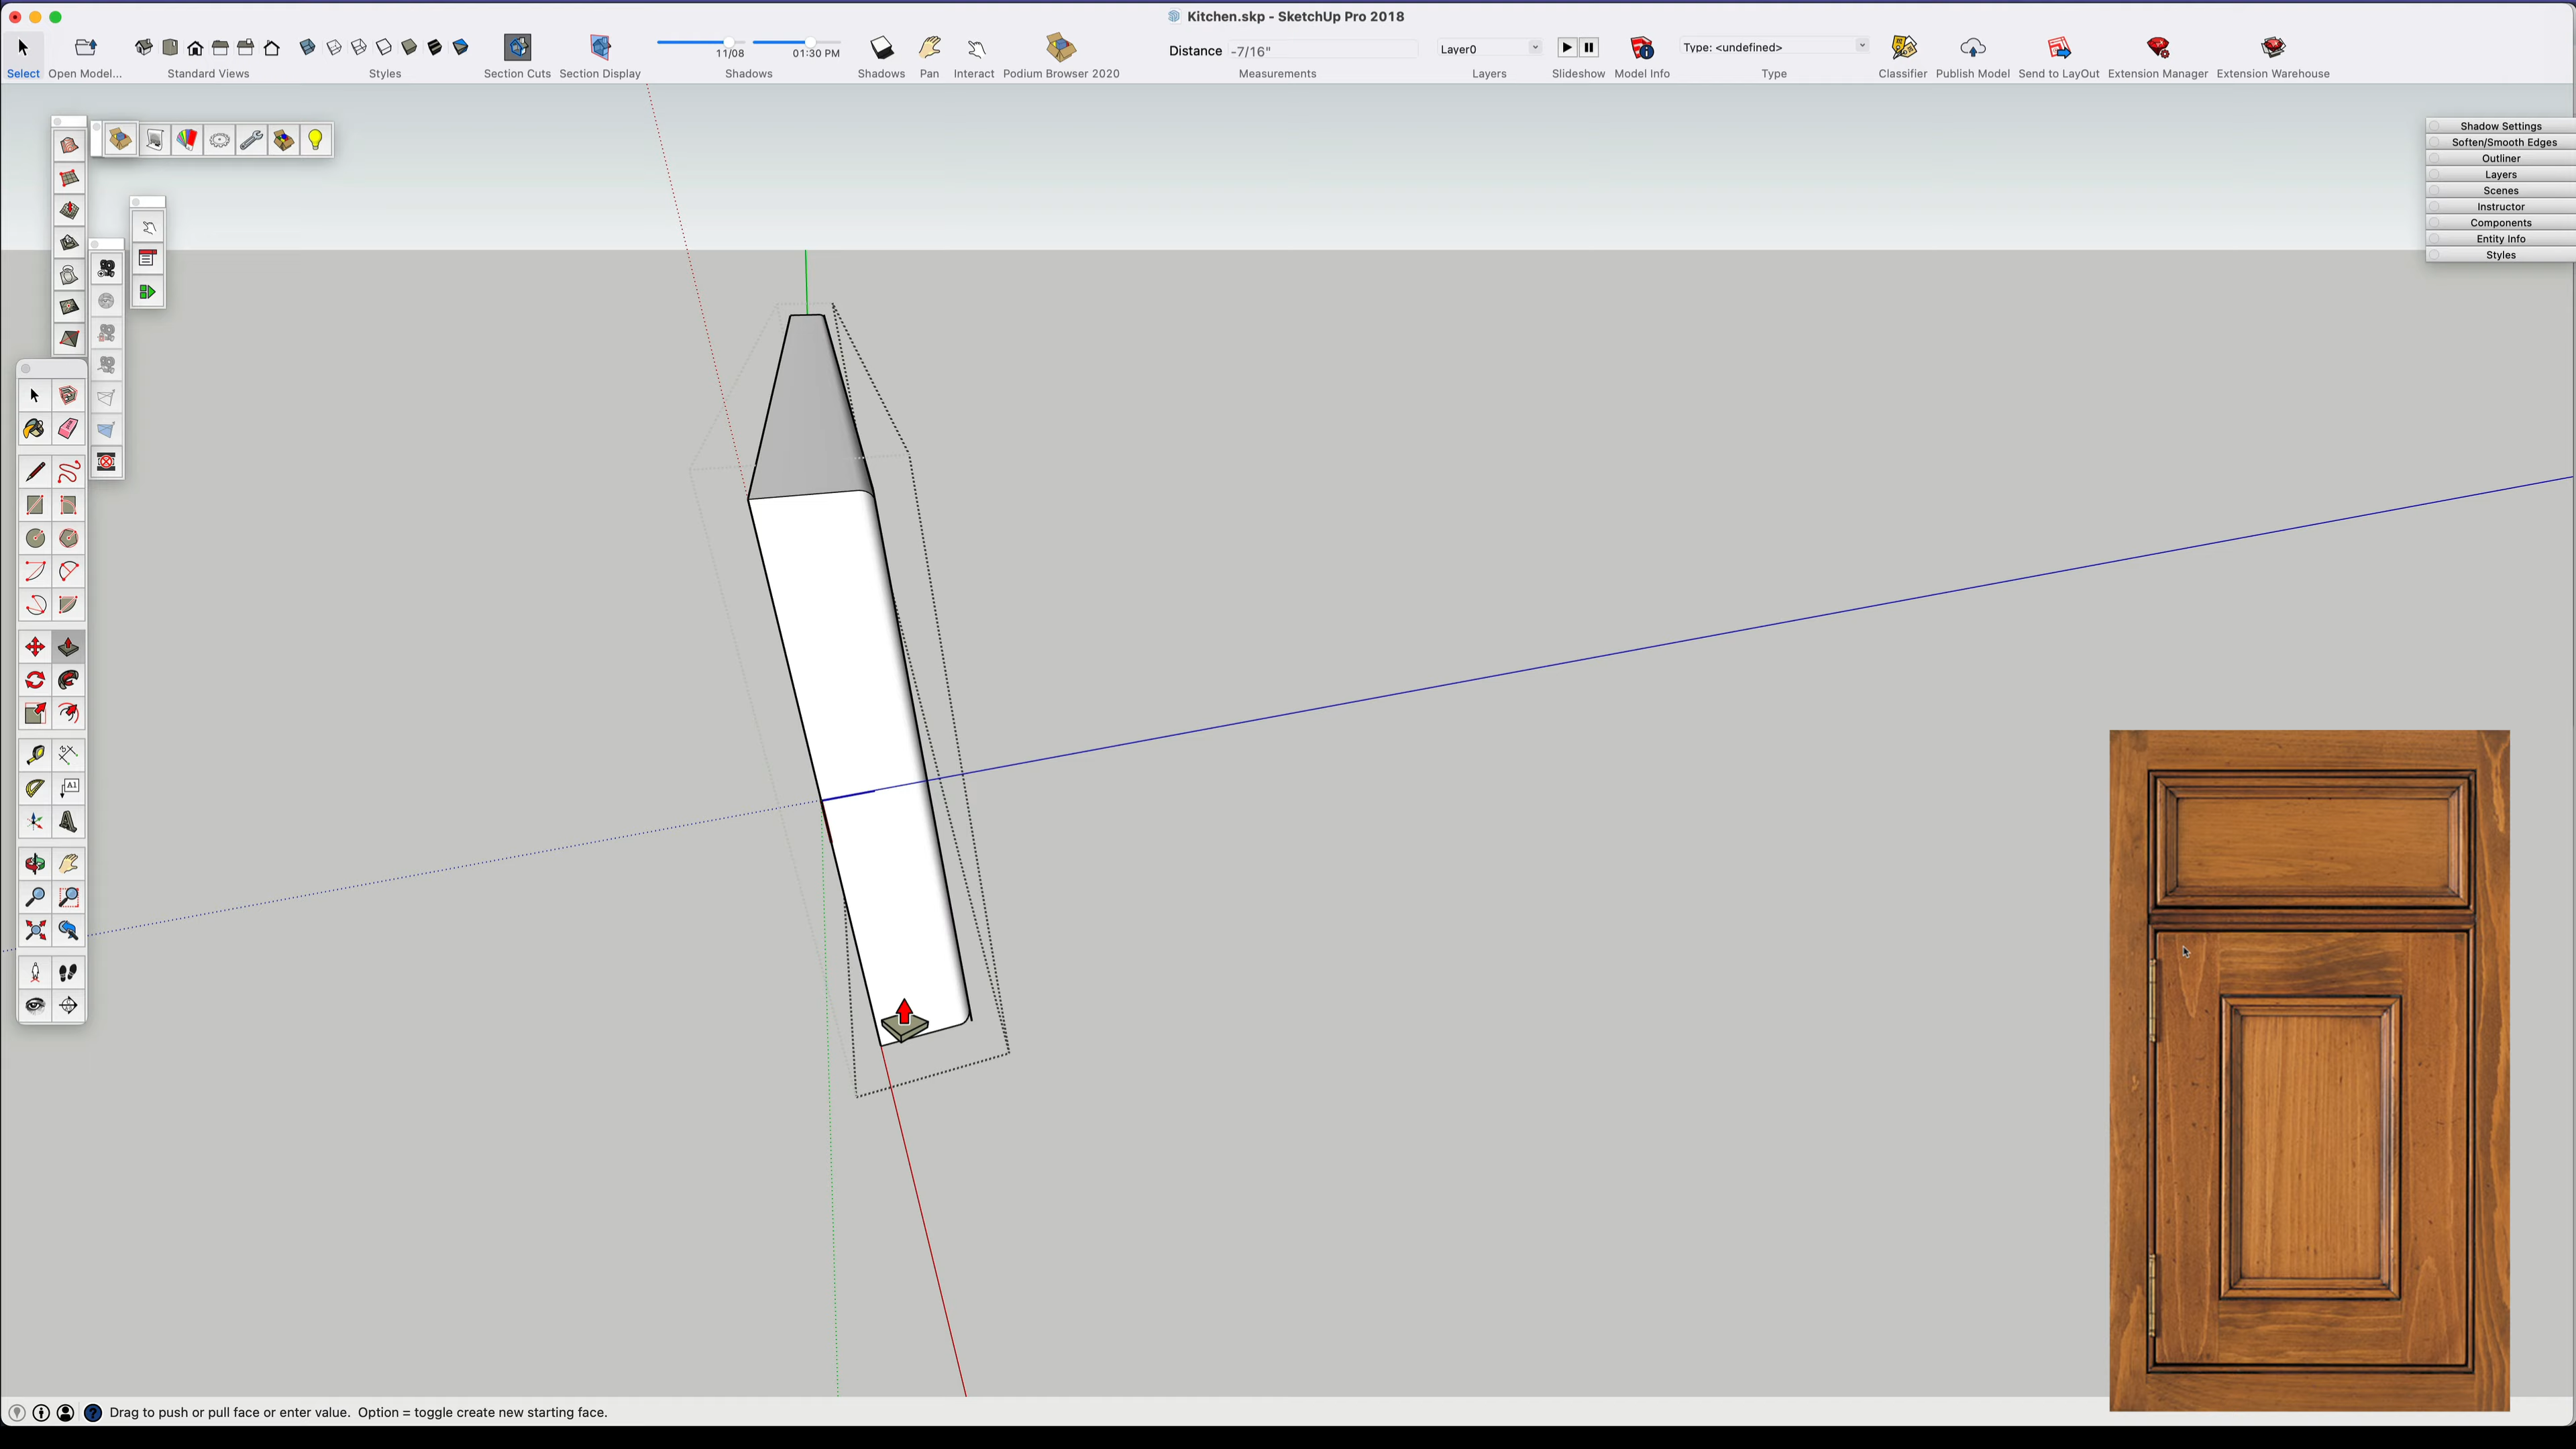 Kitchen.skp - SketchUp Pro 2018
11/08
01:30 PM
Distance -7/16"
Layer0
Type: <undefined>
Select
Open Model...
Standard Views
Styles
Section Cuts
Section Display
Shadows
Shadows
Pan
Interact
Podium Browser 2020
Measurements
Layers
Slideshow
Model Info
Type
Classifier
Publish Model
Send to LayOut
Extension Manager
Extension Warehouse
Shadow Settings
Soften/Smooth Edges
Outliner
Layers
Scenes
Instructor
Components
Entity Info
Styles
A1
Drag to push or pull face or enter value. Option = toggle create new starting face.